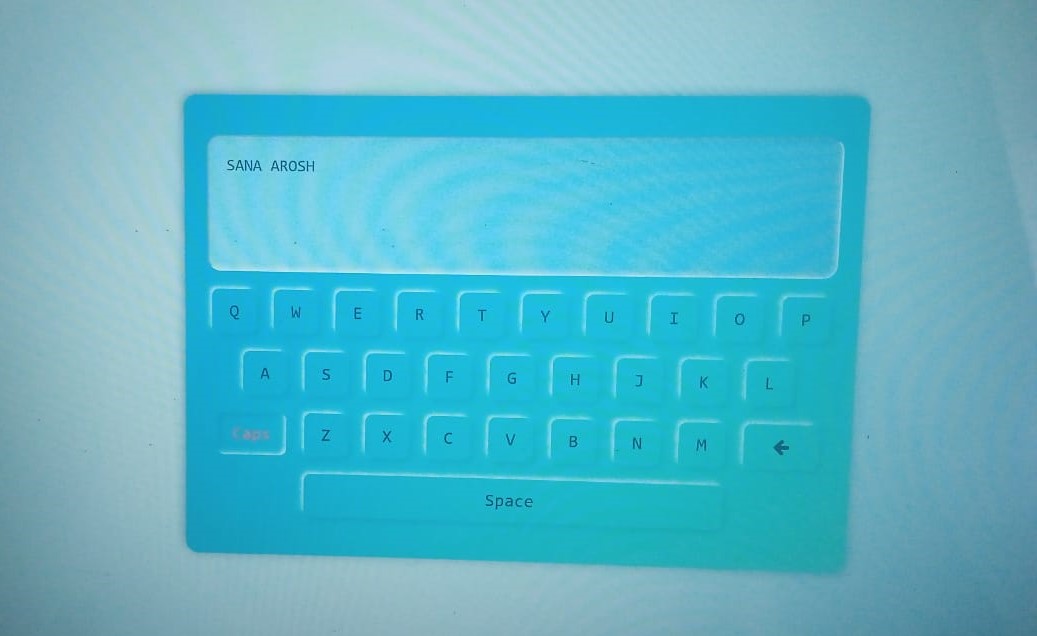 SANA AROSH
Q W E R T Y U I O P
A S D F G H J K L
Caps Z X C V B N M ←
Space